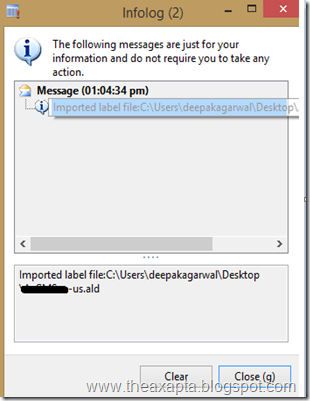 Infolog (2)
The following messages are just for your
information and do not require you to take any
action.
Message (01:04:34 pm)
Imported label file:C:\Users\deepakagarwal\Desktop\
Imported label file:C:\Users\deepakagarwal\Desktop
-us.ald
Clear
Close (g)
www.theaxapta.blogspot.com